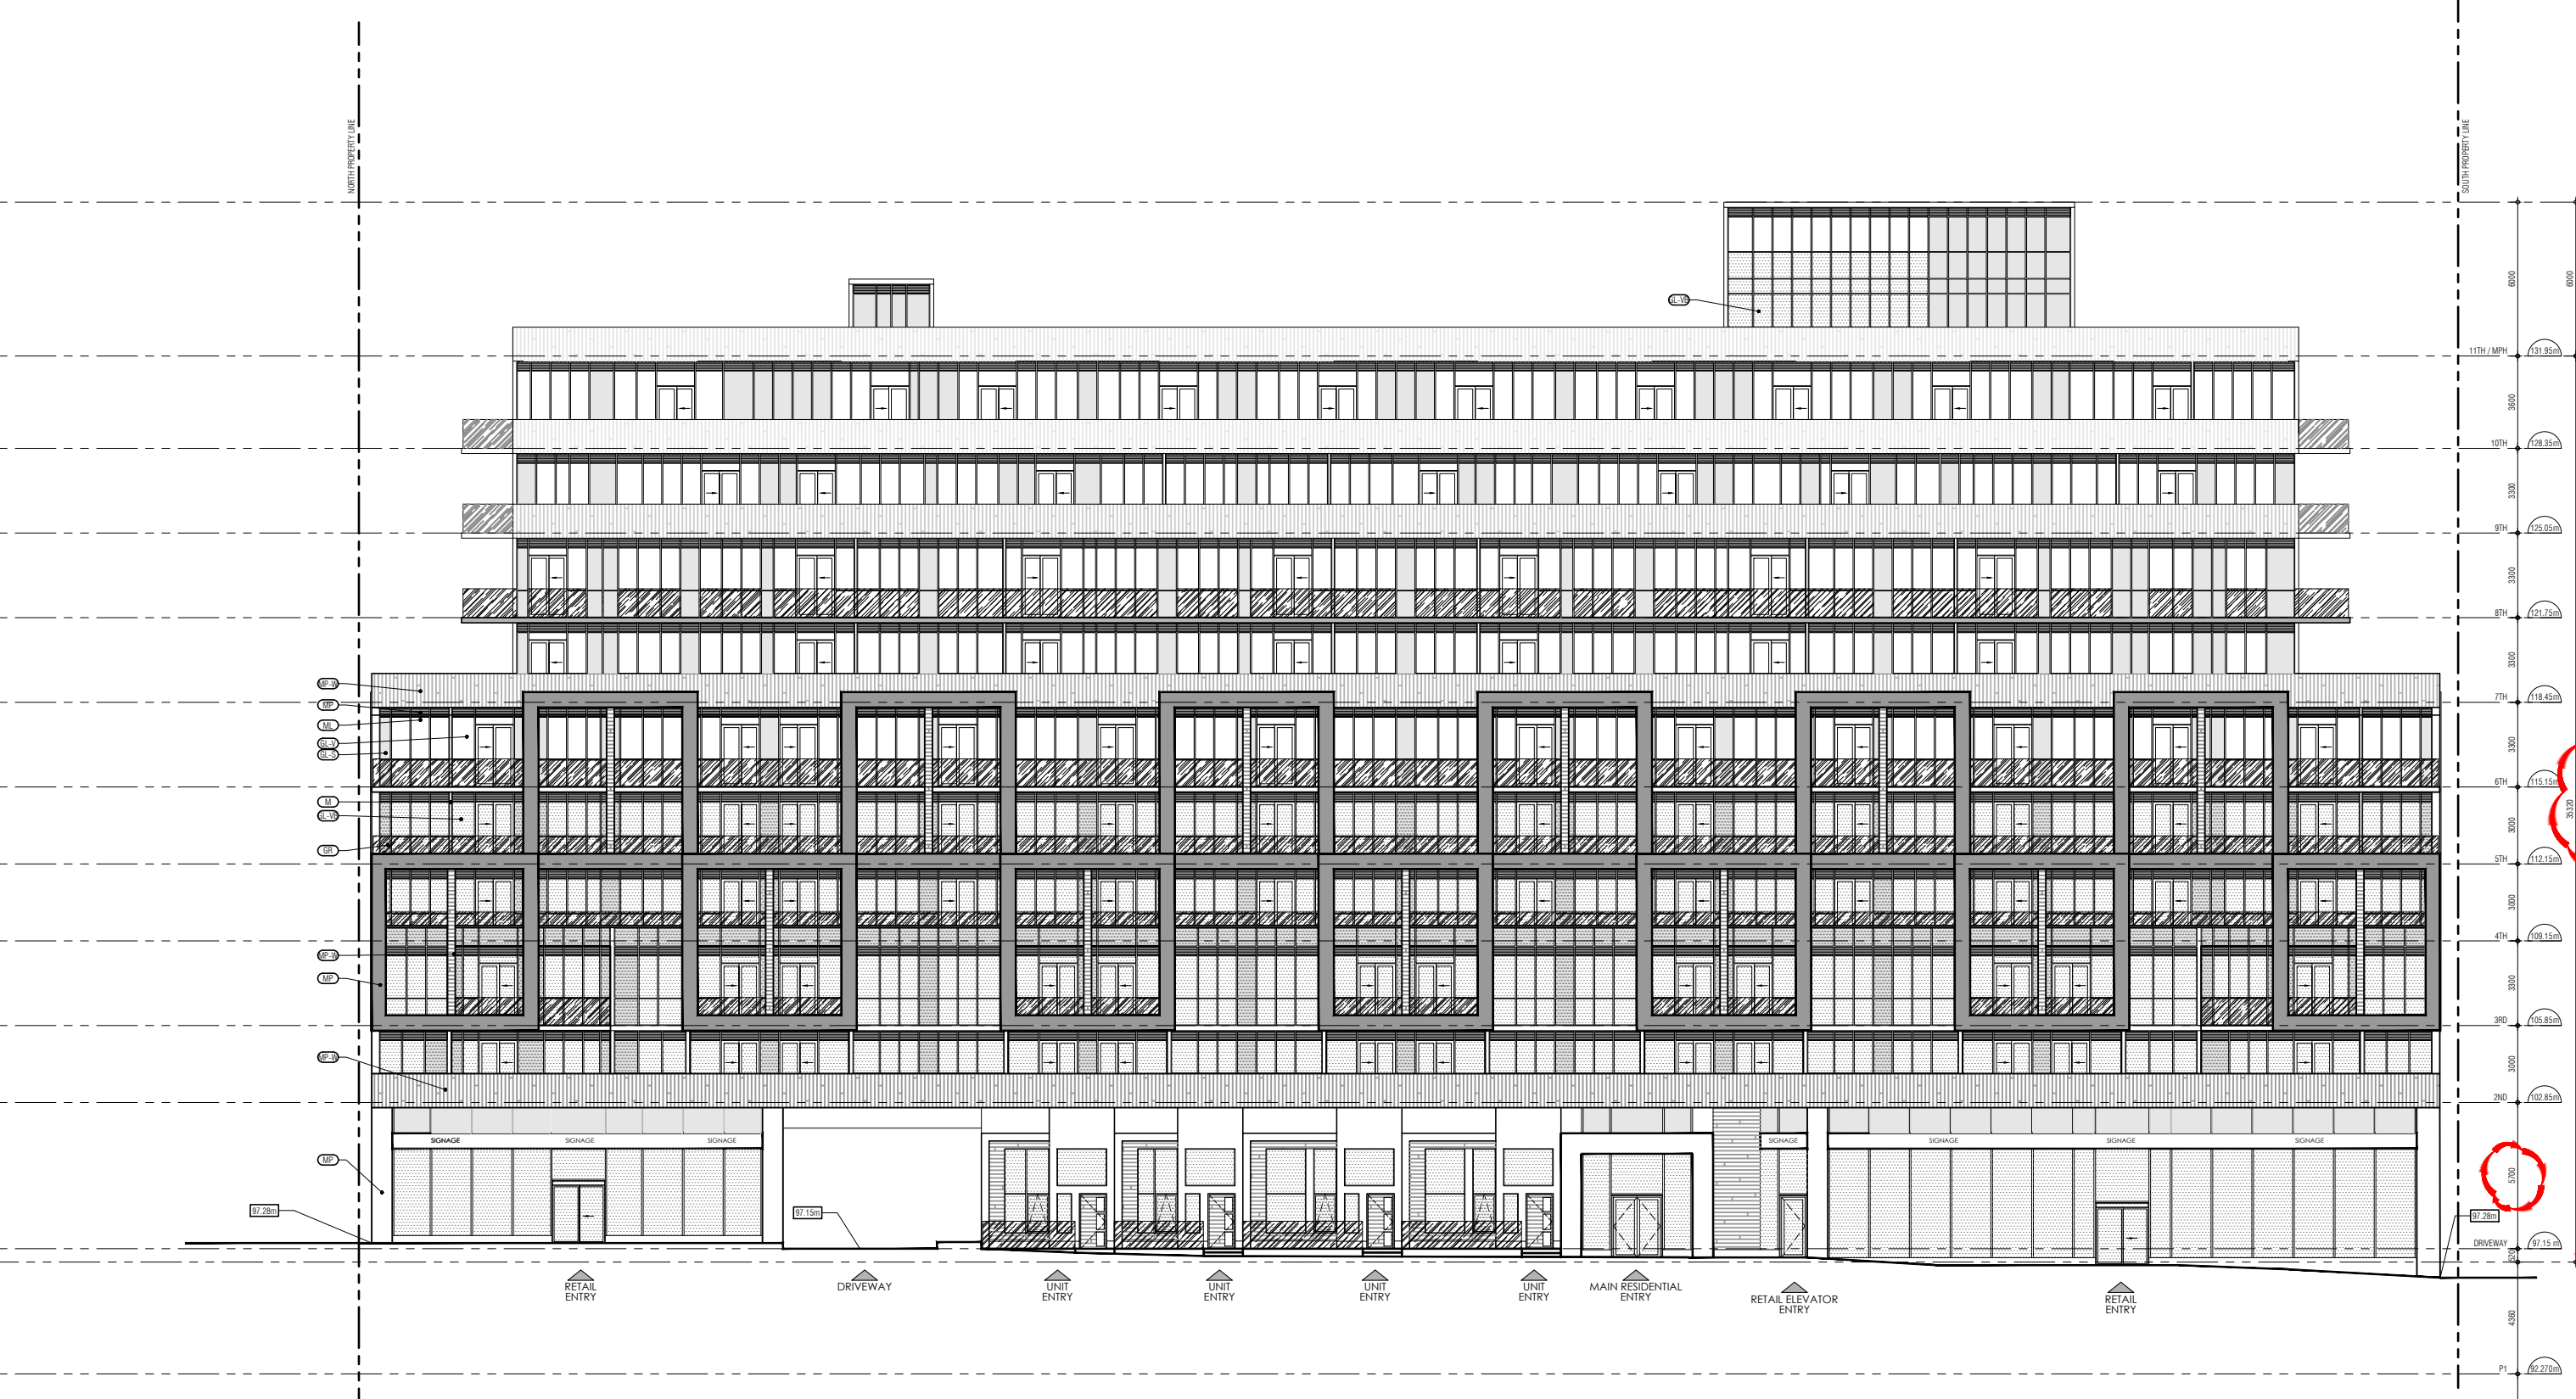 NORTH PROPERTY LINE
SOUTH PROPERTY LINE
6000
6000
GL-VB
11TH / MPH
131.95m
3600
10TH
128.35m
3300
9TH
125.05m
3300
8TH
121.75m
3300
MP-W
MP
7TH
118.45m
ML
GL-V
GL-S
3300
6TH
115.15m
M
GL-VB
3000
35320
GR
5TH
112.15m
3000
MP-W
4TH
109.15m
MP
3300
3RD
105.85m
MP-W
3000
2ND
102.85m
SIGNAGE
SIGNAGE
SIGNAGE
SIGNAGE
SIGNAGE
SIGNAGE
SIGNAGE
MP
5700
97.28m
97.15m
97.28m
DRIVEWAY
97.15 m
520
RETAIL
ENTRY
DRIVEWAY
UNIT
ENTRY
UNIT
ENTRY
UNIT
ENTRY
UNIT
ENTRY
MAIN RESIDENTIAL
ENTRY
RETAIL ELEVATOR
ENTRY
RETAIL
ENTRY
4360
P1
92.270m